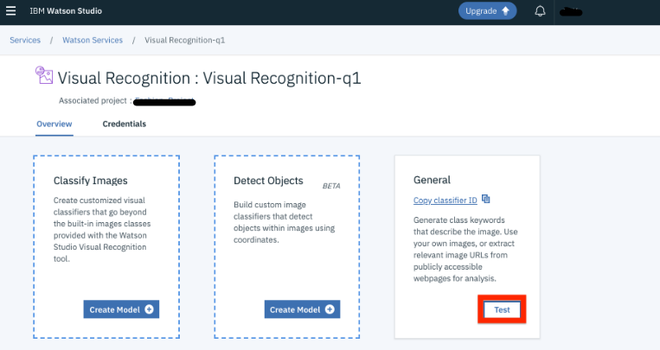 IBM Watson Studio
Upgrade
Services / Watson Services / Visual Recognition-q1
Visual Recognition : Visual Recognition-q1
Associated project :
Overview
Credentials
Classify Images
Create customized visual
classifiers that go beyond
the built-in images classes
provided with the Watson
Studio Visual Recognition
tool.
Create Model
Detect Objects
BETA
Build custom image
classifiers that detect
objects within images using
coordinates.
Create Model
General
Copy classifier ID
Generate class keywords
that describe the image. Use
your own images, or extract
relevant image URLs from
publicly accessible
webpages for analysis.
Test